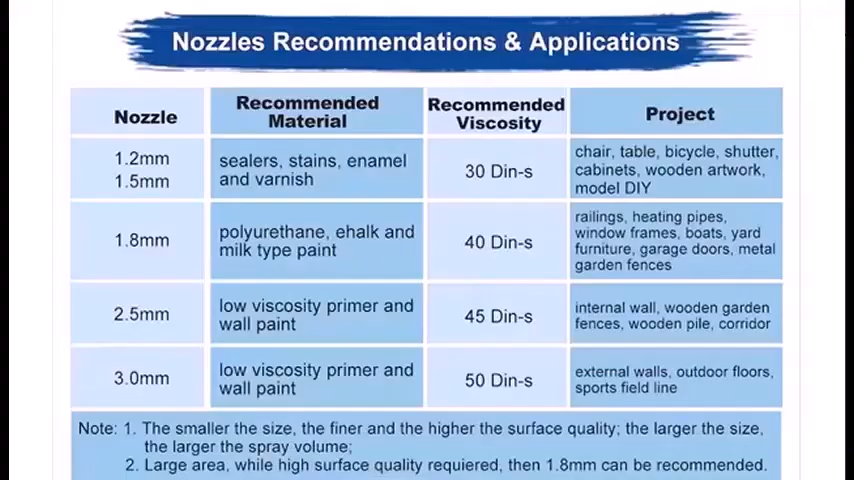 Nozzles Recommendations & Applications
Nozzle
Recommended
Material
Recommended
Viscosity
Project
1.2mm
1.5mm
sealers, stains, enamel
and varnish
30 Din-s
chair, table, bicycle, shutter,
cabinets, wooden artwork,
model DIY
1.8mm
polyurethane, ehalk and
milk type paint
40 Din-s
railings, heating pipes,
window frames, boats, yard
furniture, garage doors, metal
garden fences
2.5mm
low viscosity primer and
wall paint
45 Din-s
internal wall, wooden garden
fences, wooden pile, corridor
3.0mm
low viscosity primer and
wall paint
50 Din-s
external walls, outdoor floors,
sports field line
Note: 1. The smaller the size, the finer and the higher the surface quality; the larger the size,
the larger the spray volume;
2. Large area, while high surface quality requiered, then 1.8mm can be recommended.